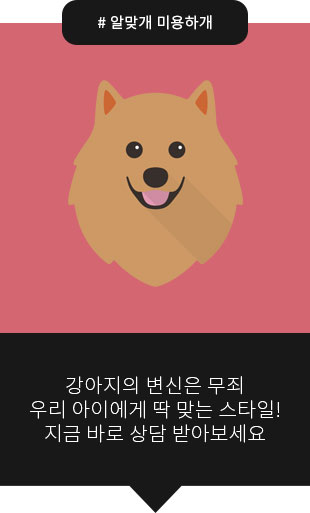 # 알맞개 미용하개
강아지의 변신은 무죄
우리 아이에게 딱 맞는 스타일!
지금 바로 상담 받아보세요